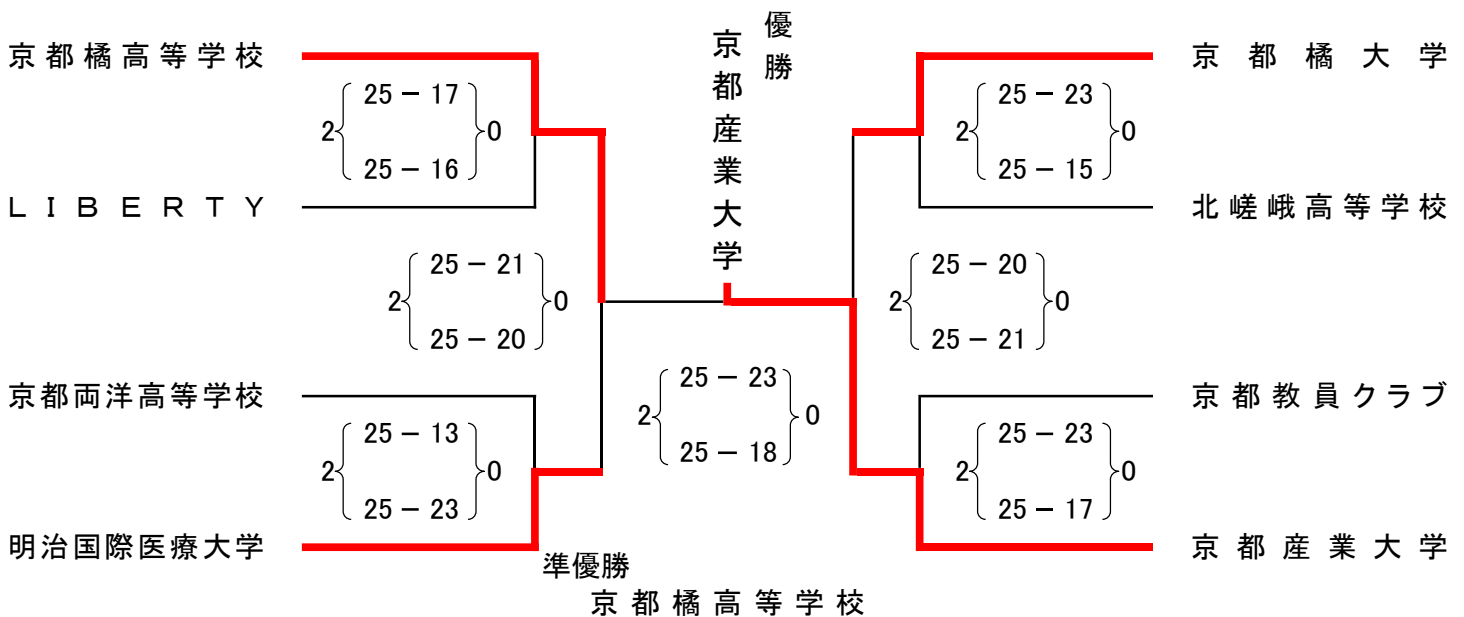 優勝
京都産業大学
京都橘高等学校
25 − 17
2 0
25 − 16
LIBERTY
25 − 21
2 0
25 − 20
京都両洋高等学校
25 − 13
2 0
25 − 23
明治国際医療大学
京都橘大学
25 − 23
2 0
25 − 15
北嵯峨高等学校
25 − 20
2 0
25 − 21
京都教員クラブ
25 − 23
2 0
25 − 17
京都産業大学
25 − 23
2 0
25 − 18
準優勝
京都橘高等学校